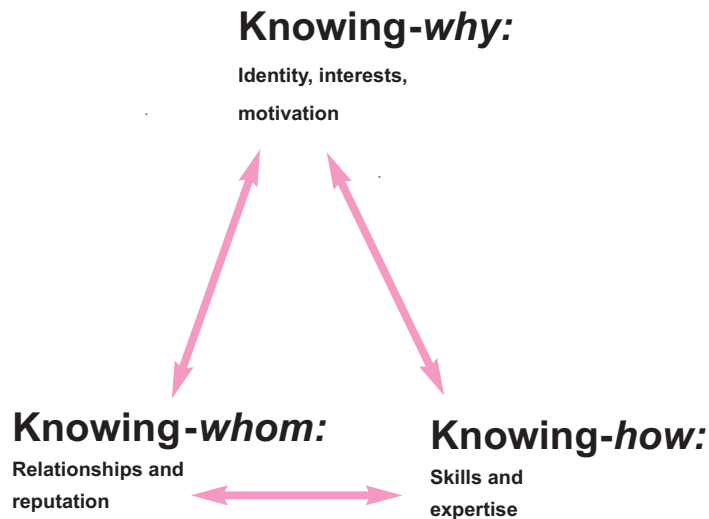 Knowing-why:
Identity, interests,
motivation
Knowing-whom:
Relationships and
reputation
Knowing-how:
Skills and
expertise